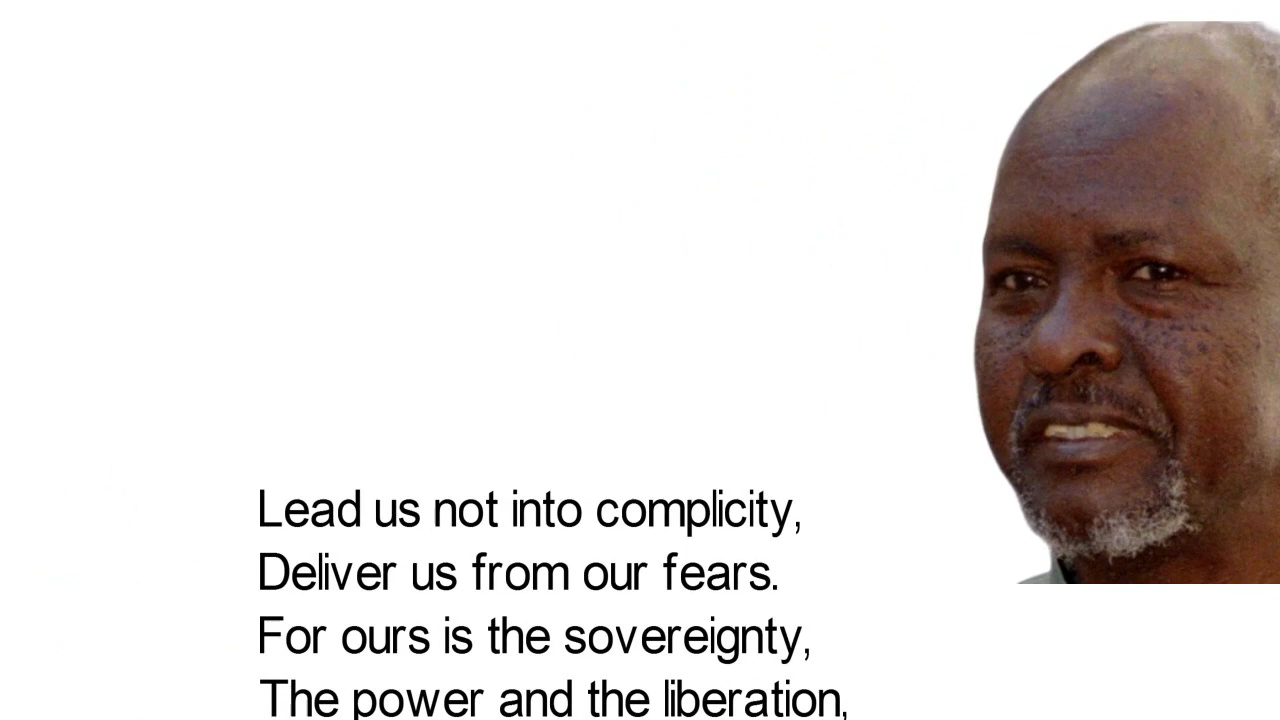 Lead us not into complicity,
Deliver us from our fears.
For ours is the sovereignty,
The power and the liberation,